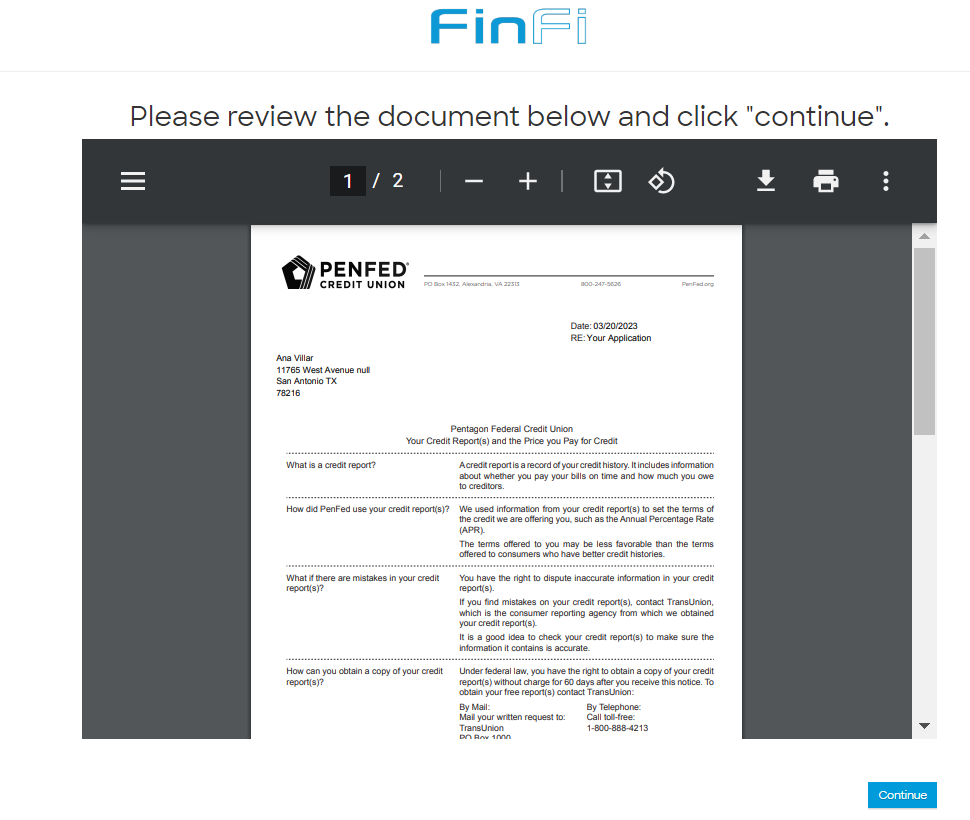 FinFi
Please review the document below and click "continue".
1 / 2
PENFED®
CREDIT UNION
PO Box 1432, Alexandria, VA 22313 800-247-5626 PenFed.org
Date: 03/20/2023
RE: Your Application
Ana Villar
11765 West Avenue null
San Antonio TX
78216
Pentagon Federal Credit Union
Your Credit Report(s) and the Price you Pay for Credit
What is a credit report?
A credit report is a record of your credit history. It includes information
about whether you pay your bills on time and how much you owe
to creditors.
How did PenFed use your credit report(s)?
We used information from your credit report(s) to set the terms of
the credit we are offering you, such as the Annual Percentage Rate
(APR).
The terms offered to you may be less favorable than the terms
offered to consumers who have better credit histories.
What if there are mistakes in your credit
report(s)?
You have the right to dispute inaccurate information in your credit
report(s).
If you find mistakes on your credit report(s), contact TransUnion,
which is the consumer reporting agency from which we obtained
your credit report(s).
It is a good idea to check your credit report(s) to make sure the
information it contains is accurate.
How can you obtain a copy of your credit
report(s)?
Under federal law, you have the right to obtain a copy of your credit
report(s) without charge for 60 days after you receive this notice. To
obtain your free report(s) contact TransUnion:
By Mail:
Mail your written request to:
TransUnion
PO Box 1000
By Telephone:
Call toll-free:
1-800-888-4213
Continue